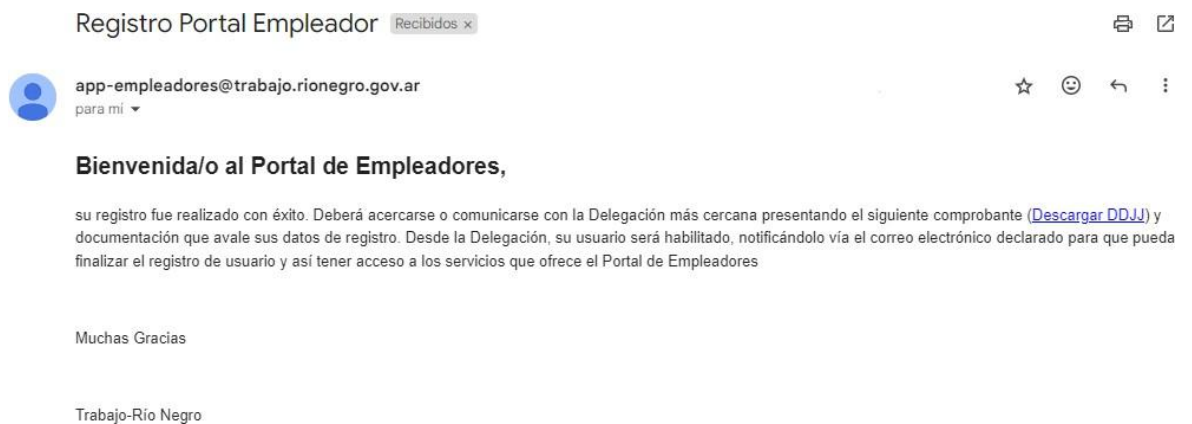 Registro Portal Empleador Recibidos x
app-empleadores@trabajo.rionegro.gov.ar
para mí
Bienvenida/o al Portal de Empleadores,
su registro fue realizado con éxito. Deberá acercarse o comunicarse con la Delegación más cercana presentando el siguiente comprobante (Descargar DDJJ) y
documentación que avale sus datos de registro. Desde la Delegación, su usuario será habilitado, notificándolo vía el correo electrónico declarado para que pueda
finalizar el registro de usuario y así tener acceso a los servicios que ofrece el Portal de Empleadores
Muchas Gracias
Trabajo-Río Negro